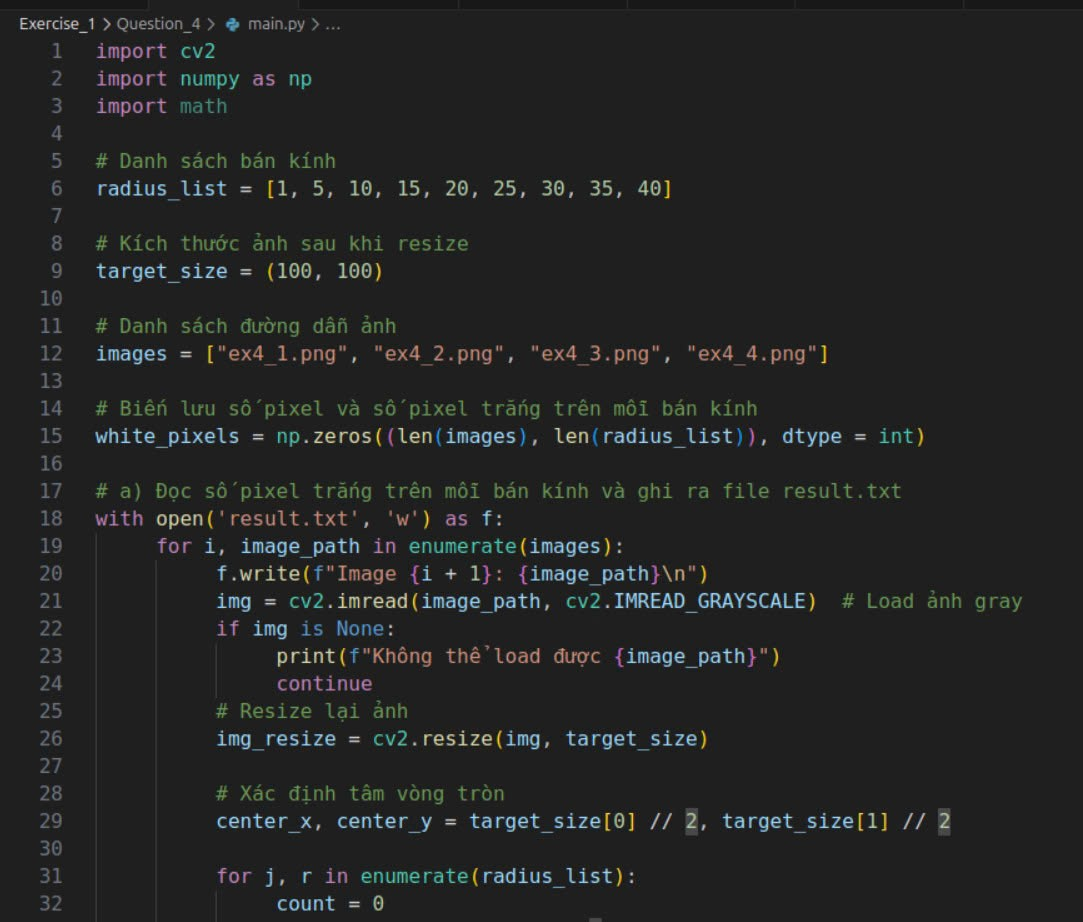 Exercise_1 > Question_4 > main.py > ...
1 import cv2
2 import numpy as np
3 import math
4
5 # Danh sách bán kính
6 radius_list = [1, 5, 10, 15, 20, 25, 30, 35, 40]
7
8 # Kích thước ảnh sau khi resize
9 target_size = (100, 100)
10
11 # Danh sách đường dẫn ảnh
12 images = ["ex4_1.png", "ex4_2.png", "ex4_3.png", "ex4_4.png"]
13
14 # Biến lưu số pixel và số pixel trắng trên mỗi bán kính
15 white_pixels = np.zeros((len(images), len(radius_list)), dtype = int)
16
17 # a) Đọc số pixel trắng trên mỗi bán kính và ghi ra file result.txt
18 with open('result.txt', 'w') as f:
19 for i, image_path in enumerate(images):
20 f.write(f"Image {i + 1}: {image_path}\n")
21 img = cv2.imread(image_path, cv2.IMREAD_GRAYSCALE) # Load ảnh gray
22 if img is None:
23 print(f"Không thể load được {image_path}")
24 continue
25 # Resize lại ảnh
26 img_resize = cv2.resize(img, target_size)
27
28 # Xác định tâm vòng tròn
29 center_x, center_y = target_size[0] // 2, target_size[1] // 2
30
31 for j, r in enumerate(radius_list):
32 count = 0